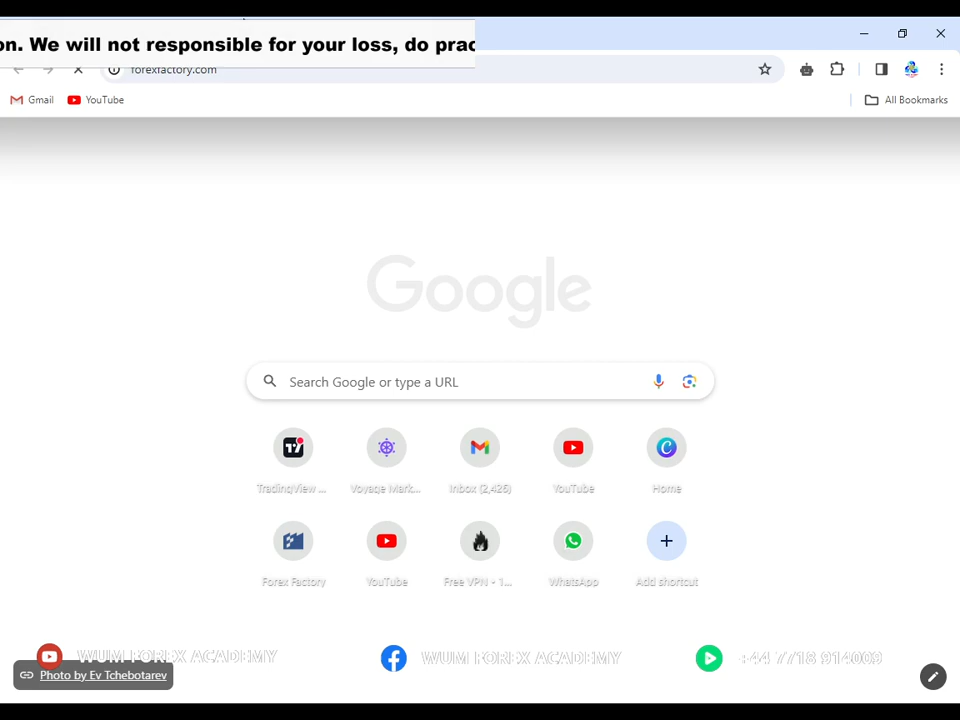 on. We will not responsible for your loss, do prac
forexfactory.com
Gmail YouTube All Bookmarks
Google
Search Google or type a URL
TradingView ... Voyage Mark... Inbox (2,426) YouTube Home
Forex Factory YouTube Free VPN - 1... WhatsApp Add shortcut
WUM FOREX ACADEMY WUM FOREX ACADEMY +44 7718 914009
Photo by Ev Tchebotarev